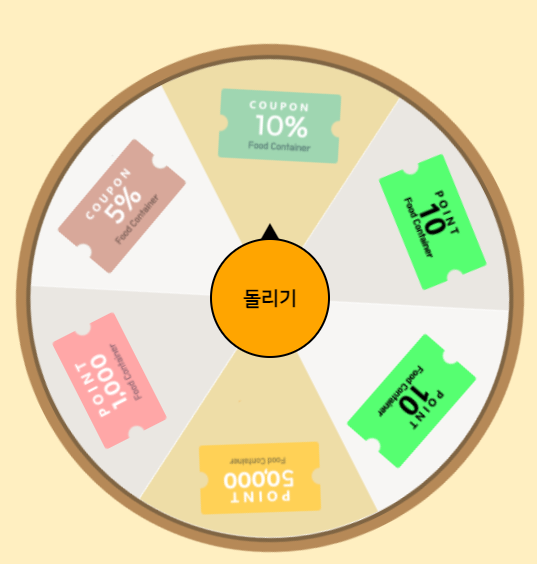 COUPON
10%
Food Container
POINT
10
Food Container
POINT
10
Food Container
POINT
50,000
Food Container
POINT
1,000
Food Container
COUPON
5%
Food Container
돌리기